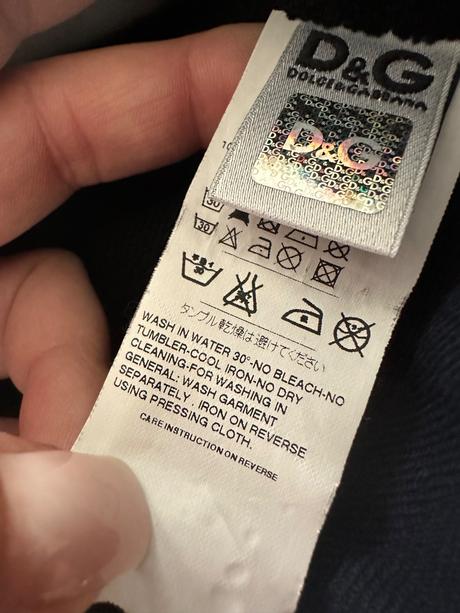 D&G
DOLCE&GABBANA
D&G
30
30
30
タンブル乾燥は避けてください
WASH IN WATER 30°-NO BLEACH-NO
TUMBLER-COOL IRON-NO DRY
CLEANING-FOR WASHING IN
GENERAL: WASH GARMENT
SEPARATELY. IRON ON REVERSE
USING PRESSING CLOTH.
CARE INSTRUCTION ON REVERSE